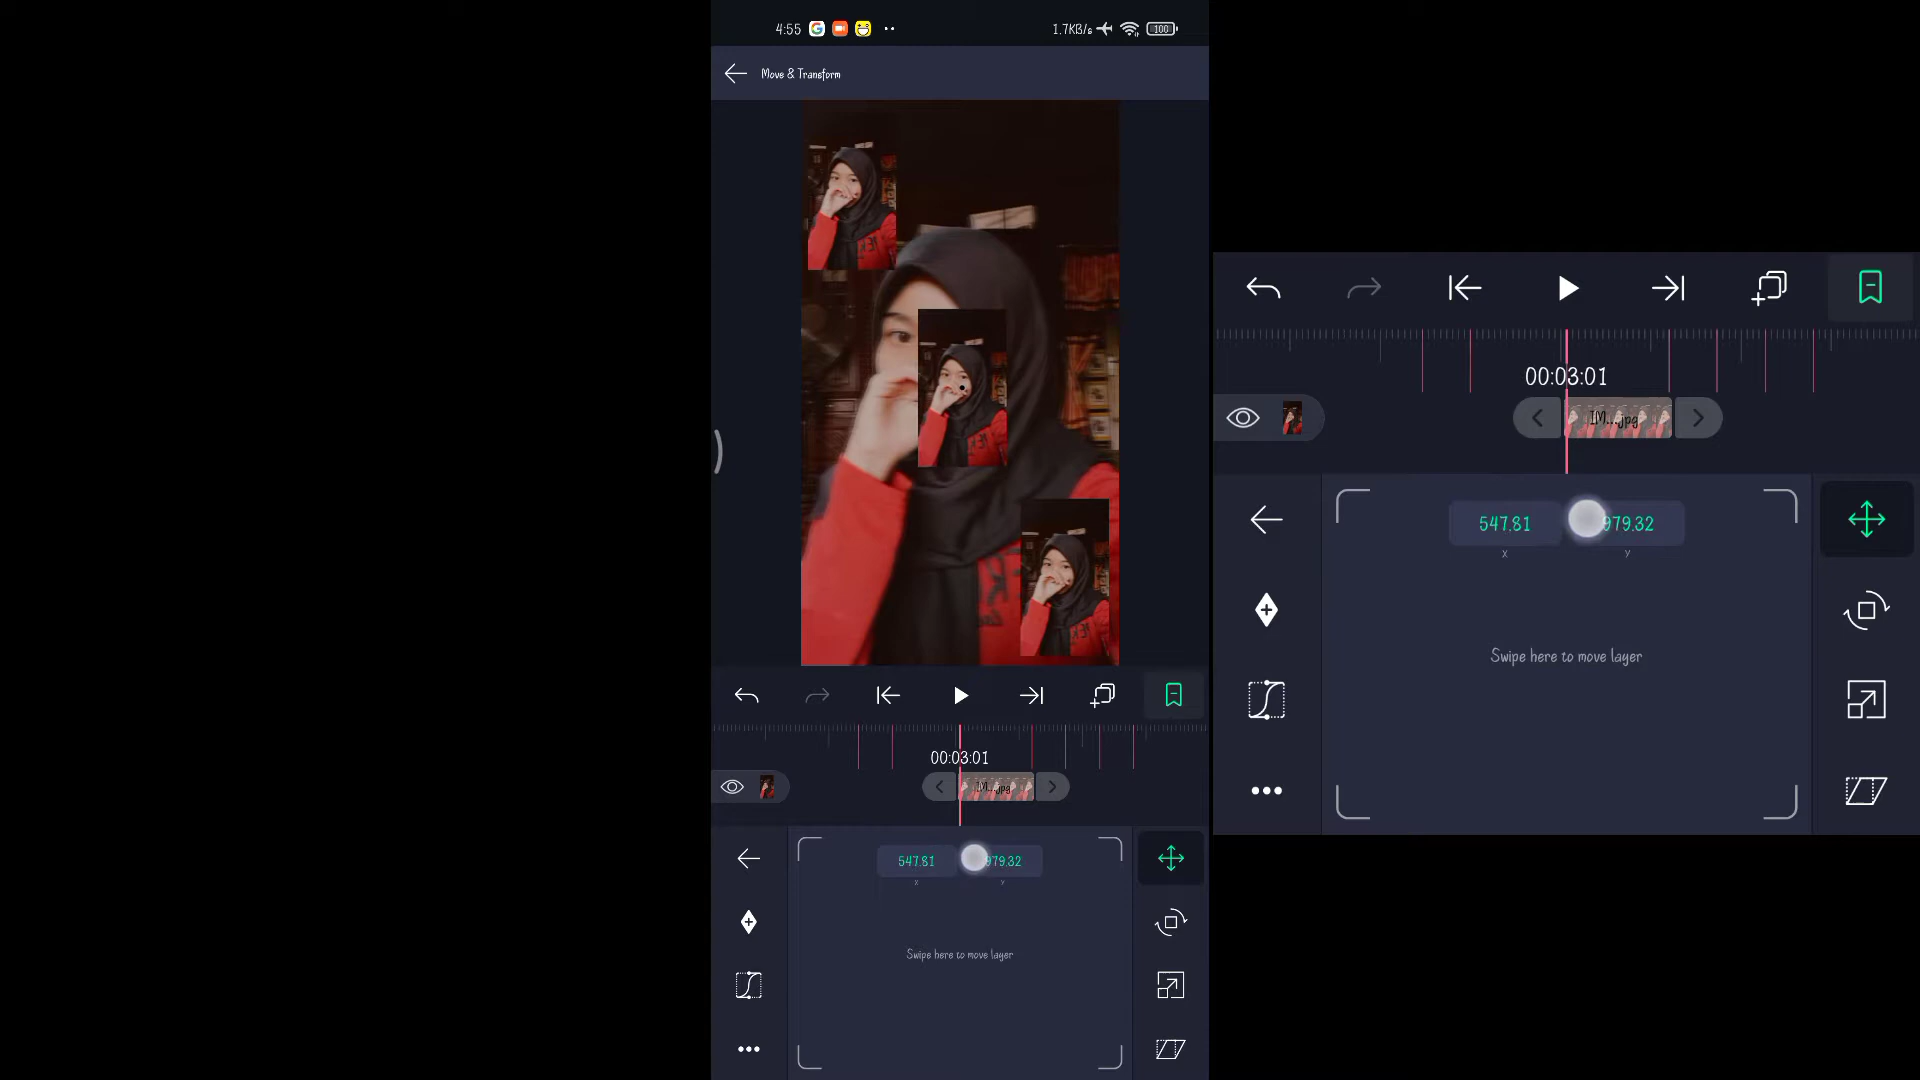 4:55
1.7KB/s
100
Move & Transform
00:03:01
IM...jpg
547.81
979.32
x
y
Swipe here to move layer
00:03:01
IM...jpg
547.81
979.32
x
y
Swipe here to move layer